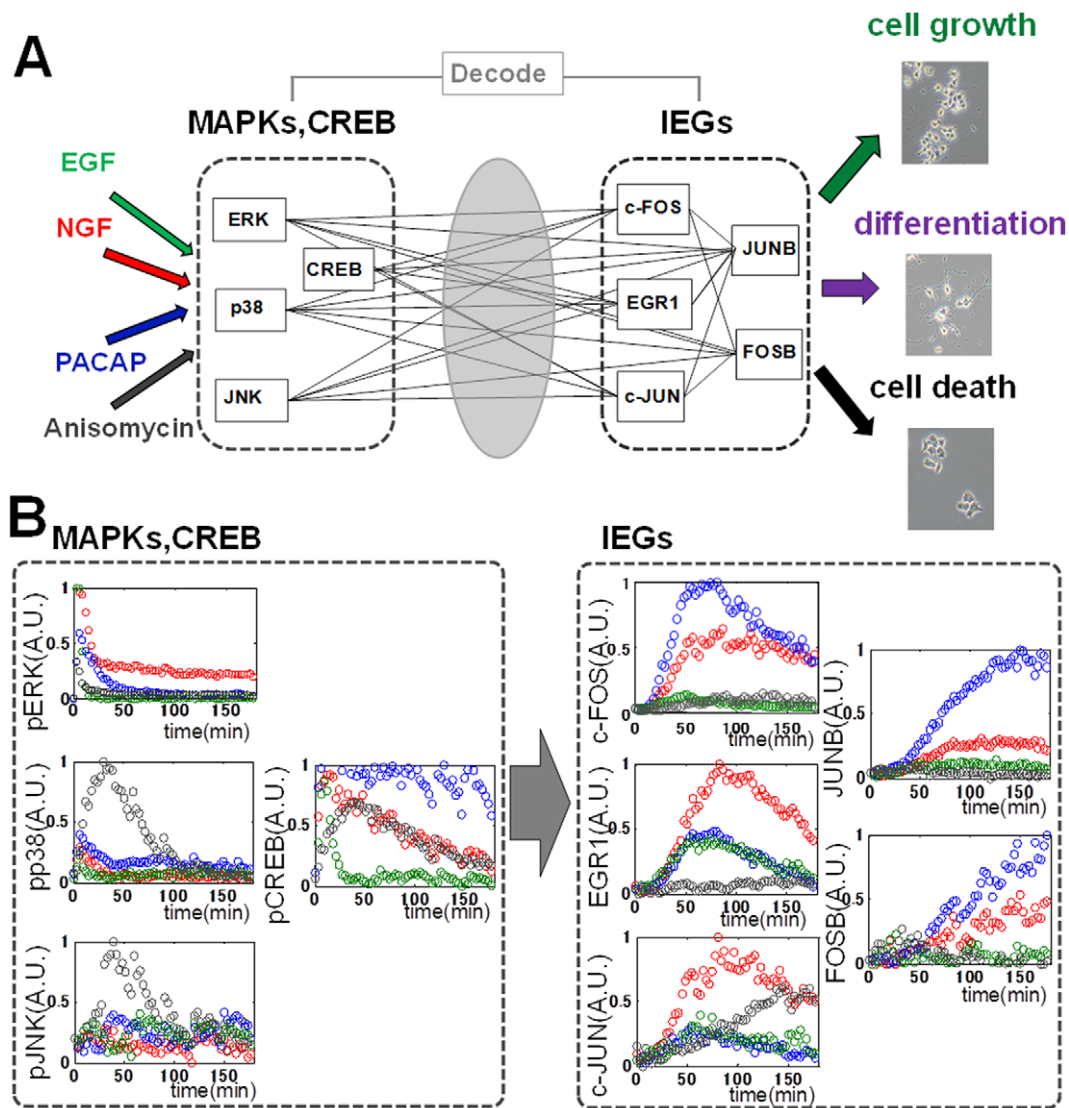 A
cell growth
Decode
MAPKs,CREB
IEGs
EGF
NGF
PACAP
Anisomycin
ERK
CREB
p38
JNK
c-FOS
EGR1
c-JUN
JUNB
FOSB
differentiation
cell death
B
MAPKs,CREB
IEGs
pERK(A.U.)
1
0.5
0
0
50
100
150
time(min)
pp38(A.U.)
1
0.5
0
0
50
100
150
time(min)
pJNK(A.U.)
1
0.5
0
0
50
100
150
time(min)
pCREB(A.U.)
1
0.5
0
0
50
100
150
time(min)
c-FOS(A.U.)
1
0.5
0
0
50
100
150
time(min)
EGR1(A.U.)
1
0.5
0
0
50
100
150
time(min)
c-JUN(A.U.)
1
0.5
0
0
50
100
150
time(min)
JUNB(A.U.)
1
0.5
0
0
50
100
150
time(min)
FOSB(A.U.)
1
0.5
0
0
50
100
150
time(min)